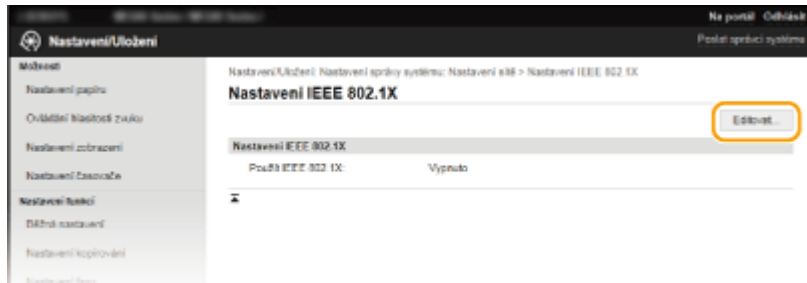 Na portál Odhlásit
Nastavení/Uložení
Poslat správci systému
Možnosti
Nastavení papíru
Ovládání hlasitosti zvuku
Nastavení zobrazení
Nastavení časovače
Nastavení funkcí
Běžná nastavení
Nastavení kopírování
Nastavení/Uložení: Nastavení správy systému: Nastavení sítě > Nastavení IEEE 802.1X
Nastavení IEEE 802.1X
Editovat...
Nastavení IEEE 802.1X
Použít IEEE 802.1X: Vypnuto